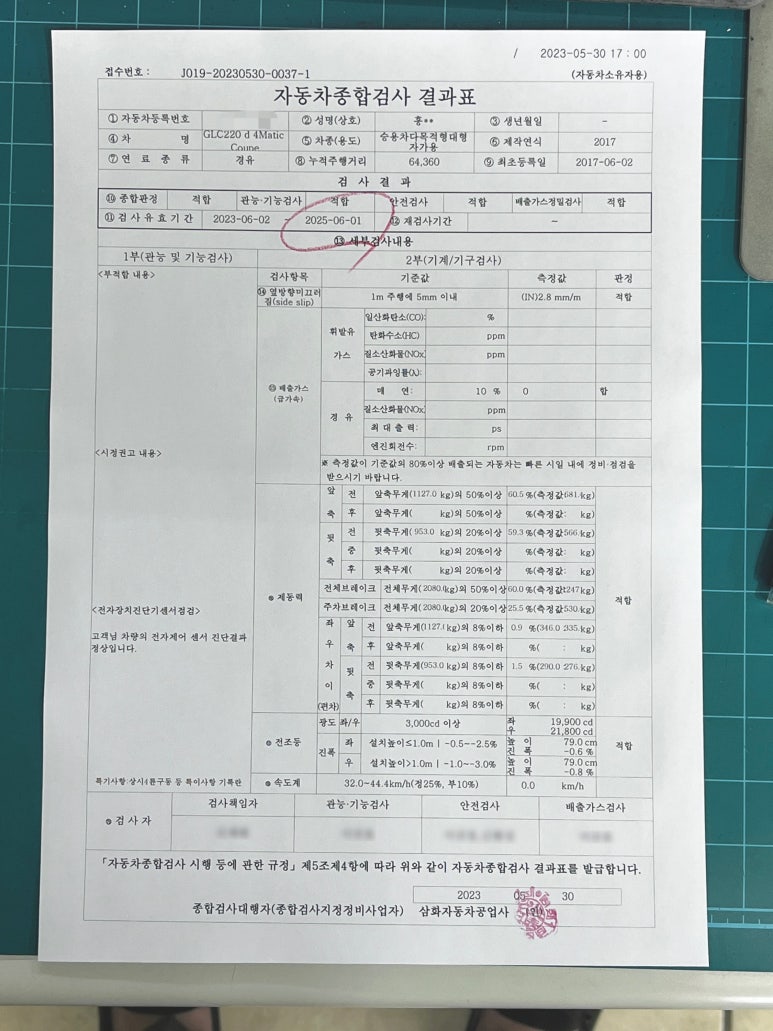 / 2023-05-30 17 : 00
접수번호 : J019-20230530-0037-1 (자동차소유자용)
자동차종합검사 결과표
① 자동차등록번호 ② 성명(상호) 홍** ③ 생년월일 -
④ 차 명 GLC220 d 4Matic Coupe ⑤ 차종(용도) 승용차다목적형대형 자가용 ⑥ 제작연식 2017
⑦ 연 료 종 류 경유 ⑧ 누적주행거리 64,360 ⑨ 최초등록일 2017-06-02
검 사 결 과
⑩ 종합판정 적합 관능·기능검사 적합 안전검사 적합 배출가스정밀검사 적합
⑪ 검 사 유 효 기 간 2023-06-02 ~ 2025-06-01 ⑫ 재검사기간 ~
⑬ 세부검사내용
1부(관능 및 기능검사) 2부(기계/기구검사)
<부적합 내용> 검사항목 기준값 측정값 판정
⑭ 옆방향미끄러짐(side slip) 1m 주행에 5mm 이내 (IN)2.8 mm/m 적합
⑮ 배출가스 (급가속)
휘발유 가스 일산화탄소(CO): %
탄화수소(HC) ppm
질소산화물(NOx) ppm
공기과잉률(λ):
경 유 매 연: 10 % 0 합
질소산화물(NOx) ppm
최 대 출 력: ps
엔진회전수: rpm
<시정권고 내용>
※ 측정값이 기준값의 80%이상 배출되는 자동차는 빠른 시일 내에 정비·점검을
받으시기 바랍니다.
제동력 적합
앞 축 전 앞축무게(1127.0 kg)의 50%이상 60.5 %(측정값:681 kg)
후 앞축무게( kg)의 50%이상 %(측정값: kg)
뒷 축 전 뒷축무게( 953.0 kg)의 20%이상 59.3 %(측정값:566 kg)
중 뒷축무게( kg)의 20%이상 %(측정값: kg)
후 뒷축무게( kg)의 20%이상 %(측정값: kg)
전체브레이크 전체무게(2080.0kg)의 50%이상 60.0 %(측정값:1247kg)
주차브레이크 전체무게(2080.0kg)의 20%이상 25.5 %(측정값:530 kg)
좌 우 차 이 (편차)
앞 축 전 앞축무게(1127.0 kg)의 8%이하 0.9 %(346.0 :335 kg)
후 앞축무게( kg)의 8%이하 %( : kg)
뒷 축 전 뒷축무게(953.0 kg)의 8%이하 1.5 %(290.0 :276 kg)
중 뒷축무게( kg)의 8%이하 %( : kg)
후 뒷축무게( kg)의 8%이하 %( : kg)
<전자장치진단기센서점검>
고객님 차량의 전자제어 센서 진단결과
정상입니다.
전조등 적합
광도 좌/우 3,000cd 이상 좌 19,900 cd
우 21,800 cd
진폭 좌 설치높이≤1.0m | -0.5~-2.5% 높 이 79.0 cm
진 폭 -0.6 %
우 설치높이>1.0m | -1.0~-3.0% 높 이 79.0 cm
진 폭 -0.8 %
특기사항 상시4륜구동 등 특이사항 기록란 속도계 32.0~44.4km/h(정25%, 부10%) 0.0 km/h
검 사 자 검사책임자 관능·기능검사 안전검사 배출가스검사
「자동차종합검사 시행 등에 관한 규정」 제5조제4항에 따라 위와 같이 자동차종합검사 결과표를 발급합니다.
2023 05 30
종합검사대행자(종합검사지정정비사업자) 삼화자동차공업사 (인)